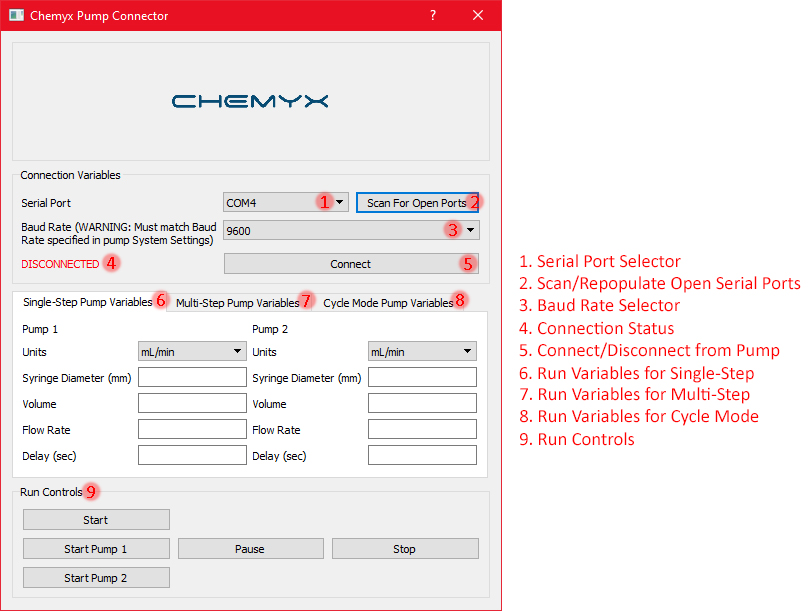 Chemyx Pump Connector ?
CHEMYX
Connection Variables
Serial Port COM4 1 Scan For Open Ports 2
Baud Rate (WARNING: Must match Baud
Rate specified in pump System Settings) 9600 3
DISCONNECTED 4 Connect 5
Single-Step Pump Variables 6 Multi-Step Pump Variables 7 Cycle Mode Pump Variables 8
Pump 1 Pump 2
Units mL/min Units mL/min
Syringe Diameter (mm) Syringe Diameter (mm)
Volume Volume
Flow Rate Flow Rate
Delay (sec) Delay (sec)
Run Controls 9
Start
Start Pump 1 Pause Stop
Start Pump 2
1. Serial Port Selector
2. Scan/Repopulate Open Serial Ports
3. Baud Rate Selector
4. Connection Status
5. Connect/Disconnect from Pump
6. Run Variables for Single-Step
7. Run Variables for Multi-Step
8. Run Variables for Cycle Mode
9. Run Controls